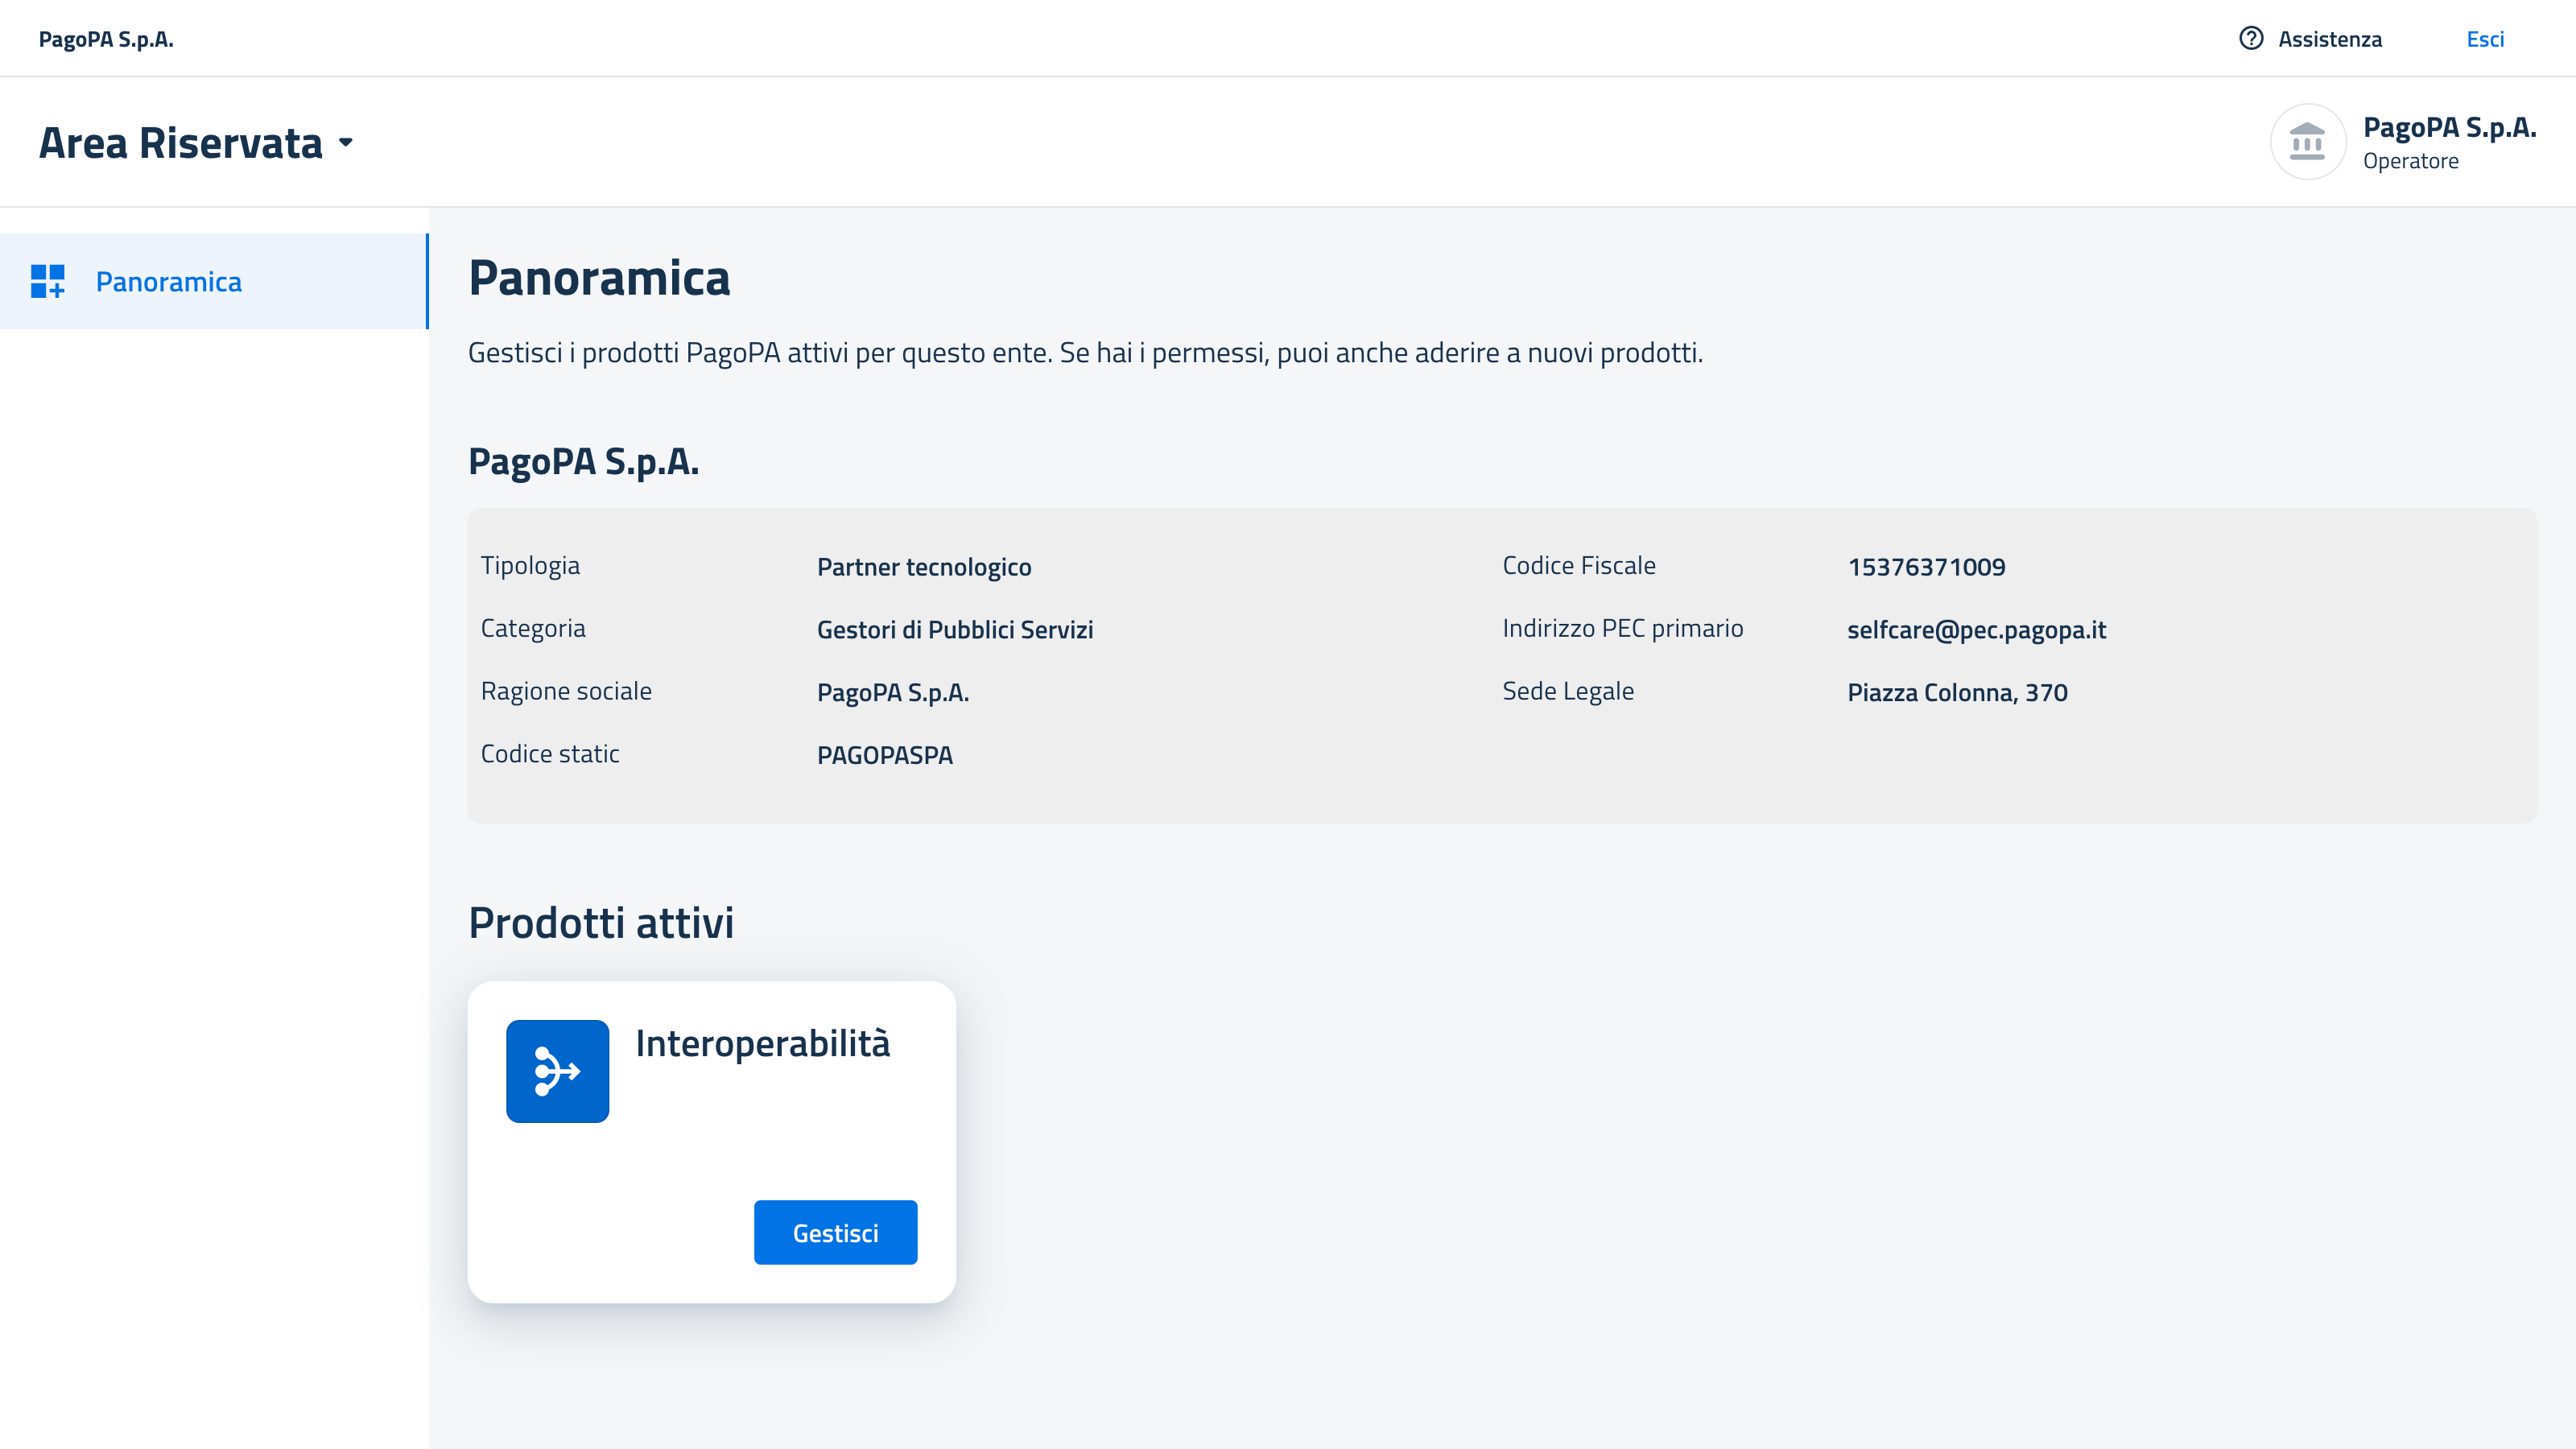 PagoPA S.p.A.
Assistenza
Esci
Area Riservata
PagoPA S.p.A.
Operatore
Panoramica
Panoramica
Gestisci i prodotti PagoPA attivi per questo ente. Se hai i permessi, puoi anche aderire a nuovi prodotti.
PagoPA S.p.A.
Tipologia Partner tecnologico
Categoria Gestori di Pubblici Servizi
Ragione sociale PagoPA S.p.A.
Codice static PAGOPASPA
Codice Fiscale 15376371009
Indirizzo PEC primario selfcare@pec.pagopa.it
Sede Legale Piazza Colonna, 370
Prodotti attivi
Interoperabilità
Gestisci